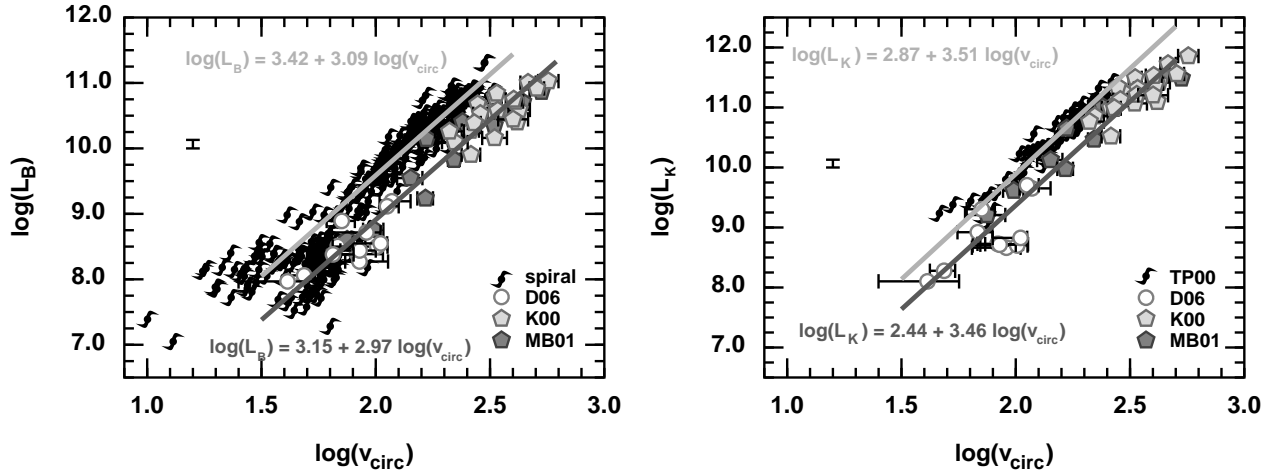 log(L_B) = 3.42 + 3.09 log(v_circ)
12.0
11.0
10.0
9.0
8.0
7.0
log(L_B)
spiral
D06
K00
MB01
log(L_B) = 3.15 + 2.97 log(v_circ)
1.0 1.5 2.0 2.5 3.0
log(v_circ)
log(L_K) = 2.87 + 3.51 log(v_circ)
12.0
11.0
10.0
9.0
8.0
7.0
log(L_K)
TP00
D06
K00
MB01
log(L_K) = 2.44 + 3.46 log(v_circ)
1.0 1.5 2.0 2.5 3.0
log(v_circ)